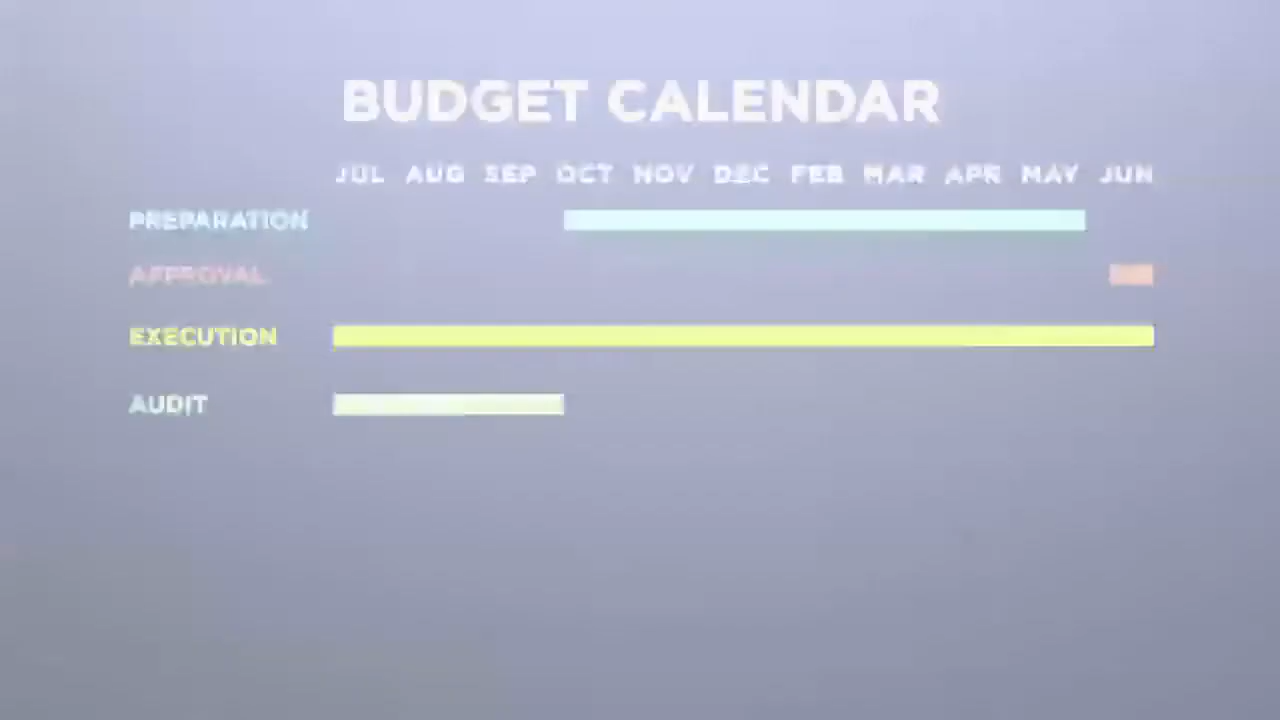 BUDGET CALENDAR
JUL AUG SEP OCT NOV DEC FEB MAR APR MAY JUN
PREPARATION
APPROVAL
EXECUTION
AUDIT